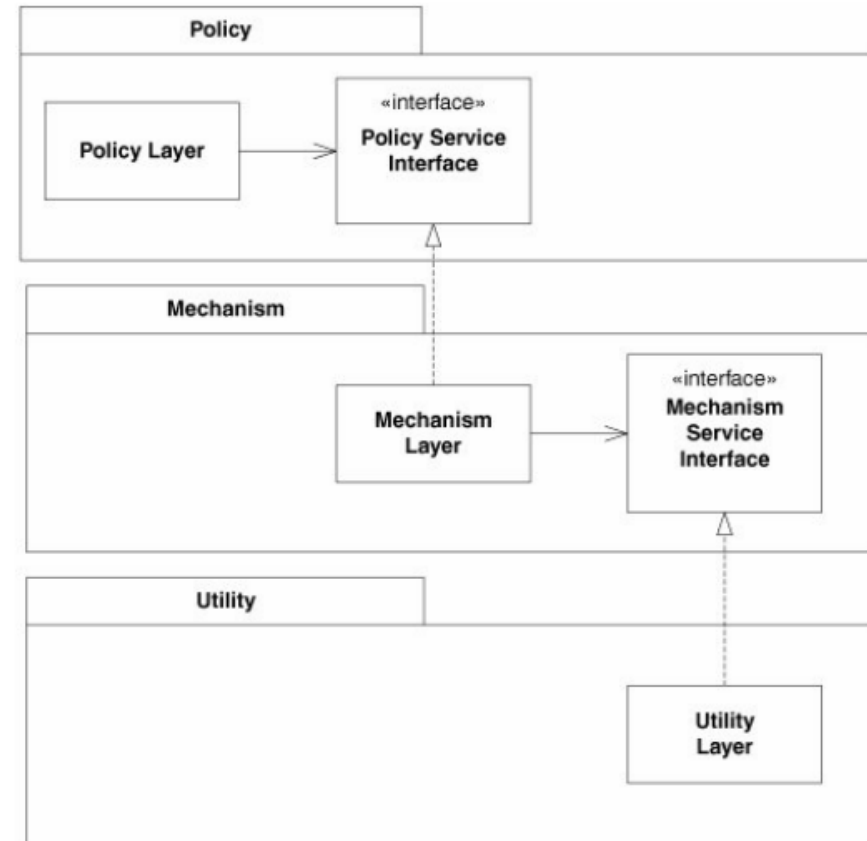 Policy
«interface»
Policy Layer
Policy Service
Interface
Mechanism
«interface»
Mechanism
Layer
Mechanism
Service
Interface
Utility
Utility
Layer